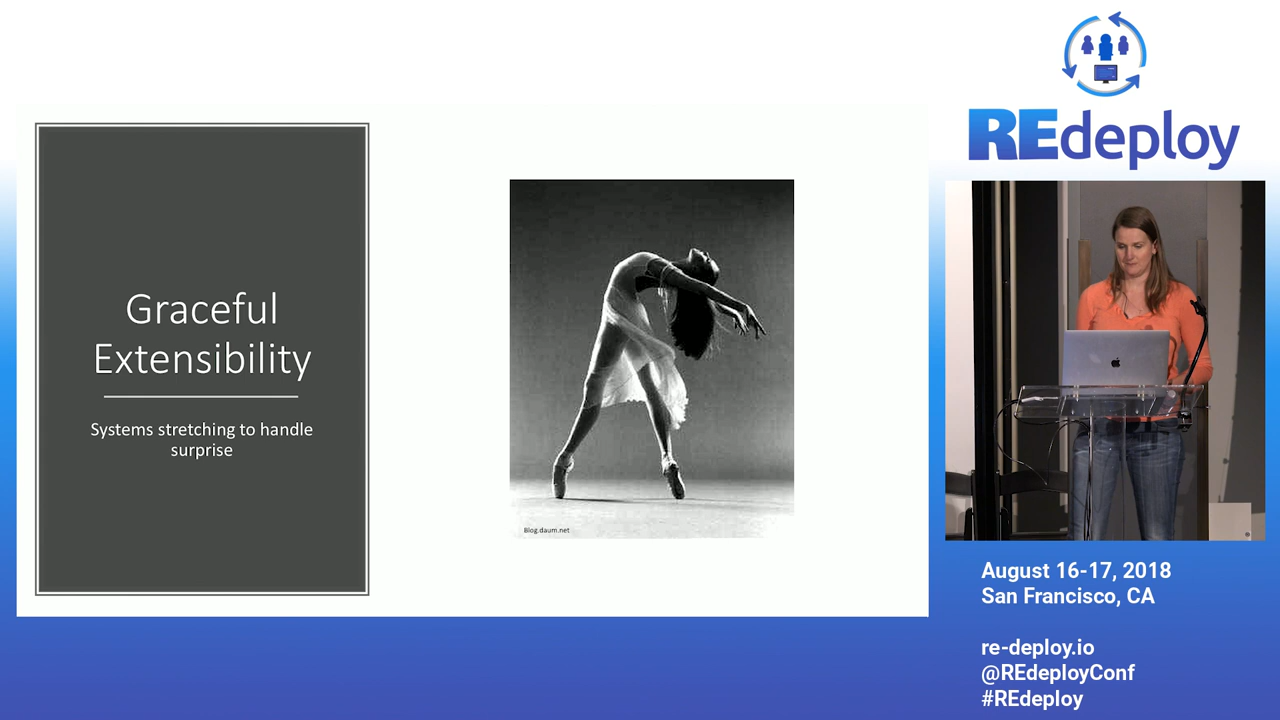 Graceful
Extensibility
Systems stretching to handle
surprise
Blog.daum.net
REdeploy
August 16-17, 2018
San Francisco, CA
re-deploy.io
@REdeployConf
#REdeploy